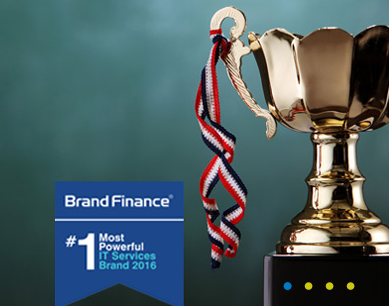 Brand Finance®
#1 Most
Powerful
IT Services
Brand 2016